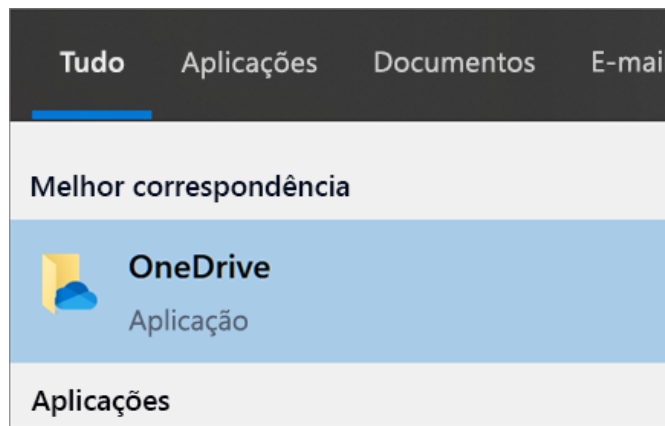 Tudo Aplicações Documentos E-mai
Melhor correspondência
OneDrive
Aplicação
Aplicações